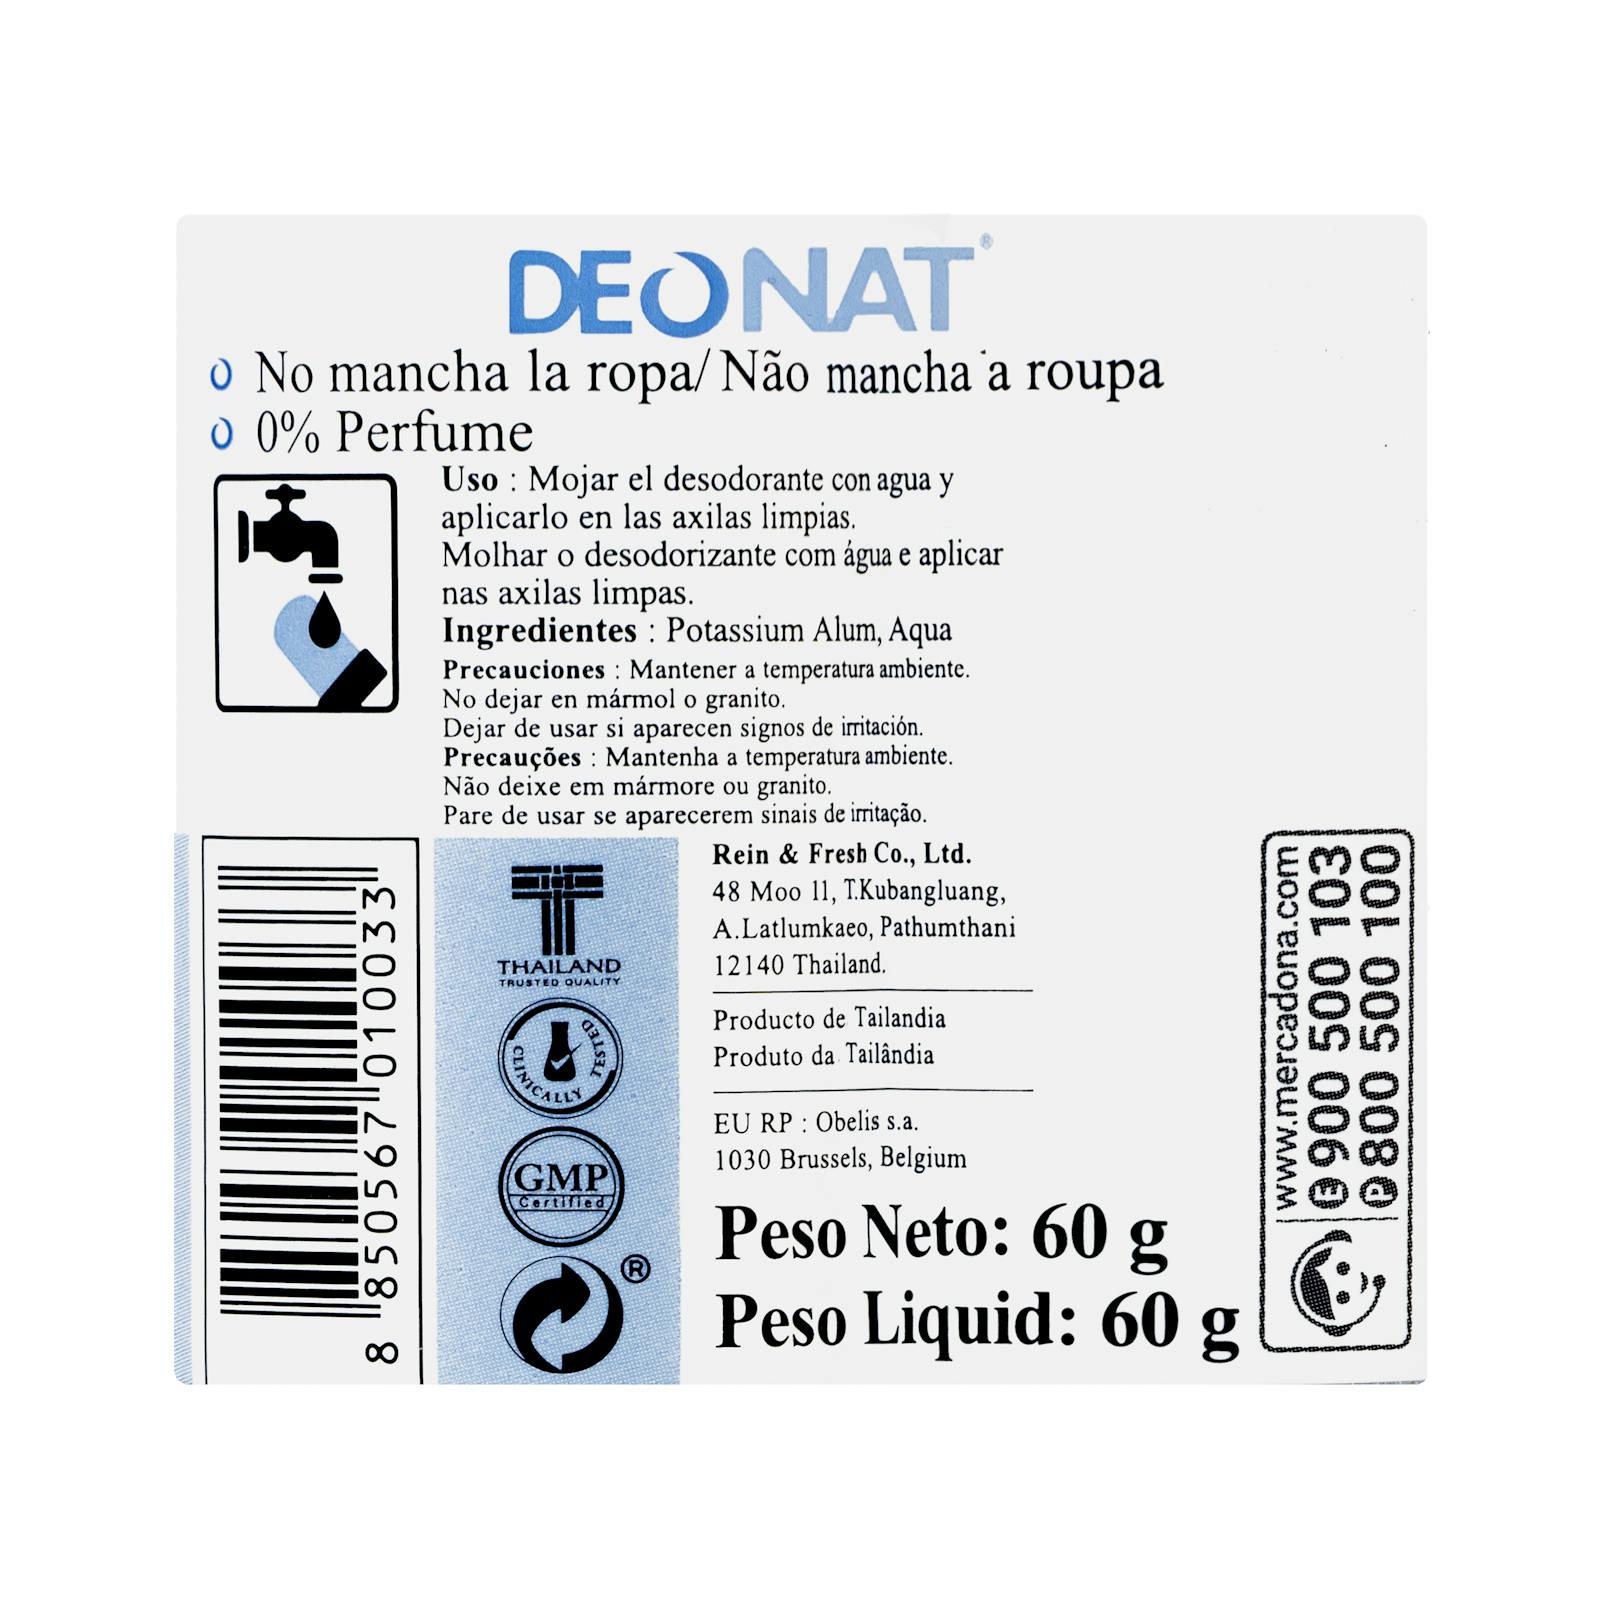 DEONAT®
No mancha la ropa/ Não mancha a roupa
0% Perfume
Uso : Mojar el desodorante con agua y
aplicarlo en las axilas limpias.
Molhar o desodorizante com água e aplicar
nas axilas limpas.
Ingredientes : Potassium Alum, Aqua
Precauciones : Mantener a temperatura ambiente.
No dejar en mármol o granito.
Dejar de usar si aparecen signos de irritación.
Precauções : Mantenha a temperatura ambiente.
Não deixe em mármore ou granito.
Pare de usar se aparecerem sinais de irritação.
8 850567 010033
THAILAND
TRUSTED QUALITY
CLINICALLY TESTED
GMP
Certified
®
Rein & Fresh Co., Ltd.
48 Moo 11, T.Kubangluang,
A.Latlumkaeo, Pathumthani
12140 Thailand.
Producto de Tailandia
Produto da Tailândia
EU RP : Obelis s.a.
1030 Brussels, Belgium
Peso Neto: 60 g
Peso Liquid: 60 g
www.mercadona.com
E 900 500 103
P 800 500 100